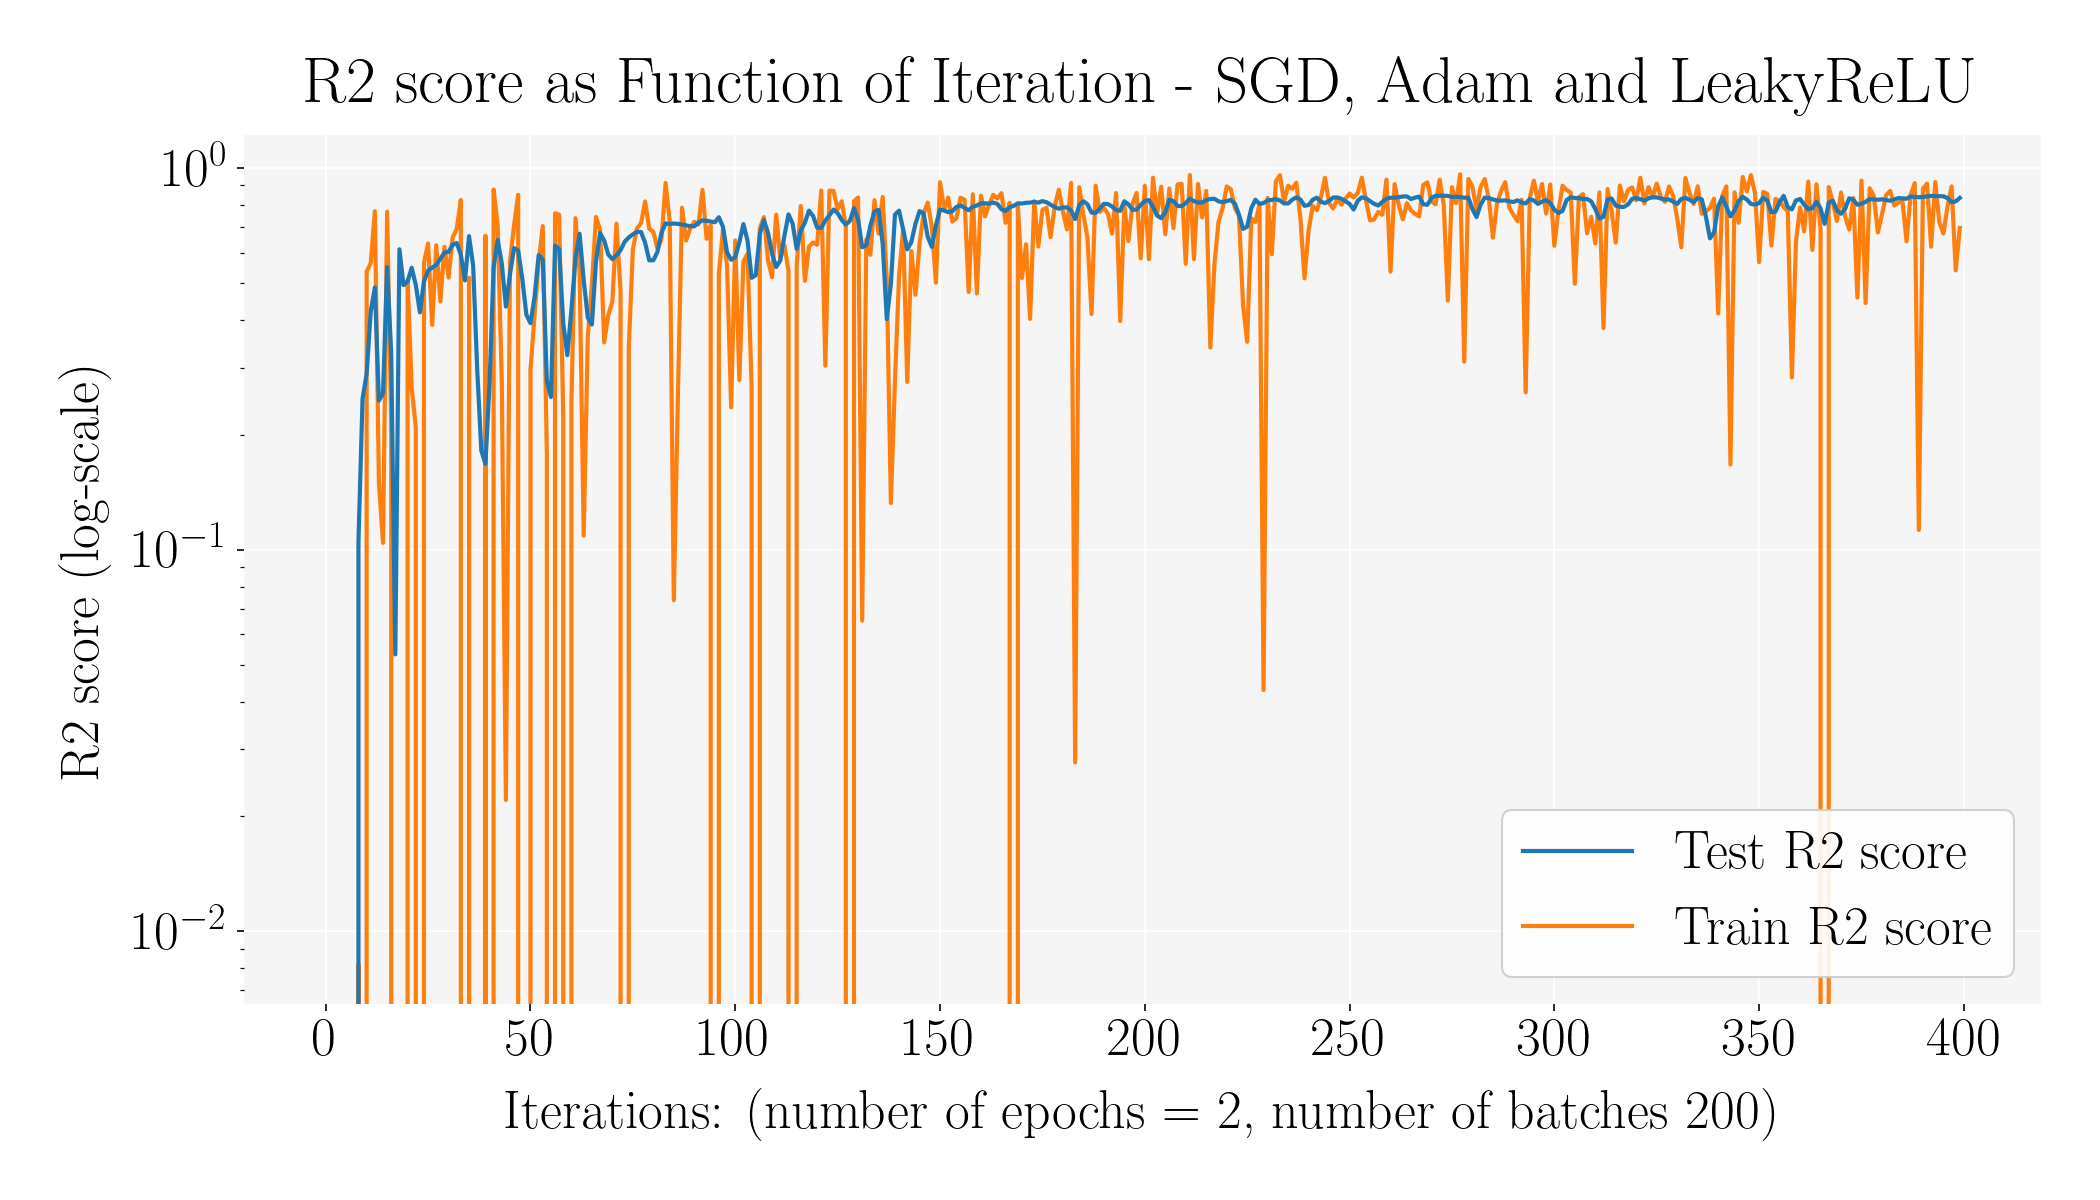 R2 score as Function of Iteration - SGD, Adam and LeakyReLU
R2 score (log-scale)
10⁰
10⁻¹
10⁻²
Test R2 score
Train R2 score
0 50 100 150 200 250 300 350 400
Iterations: (number of epochs = 2, number of batches 200)